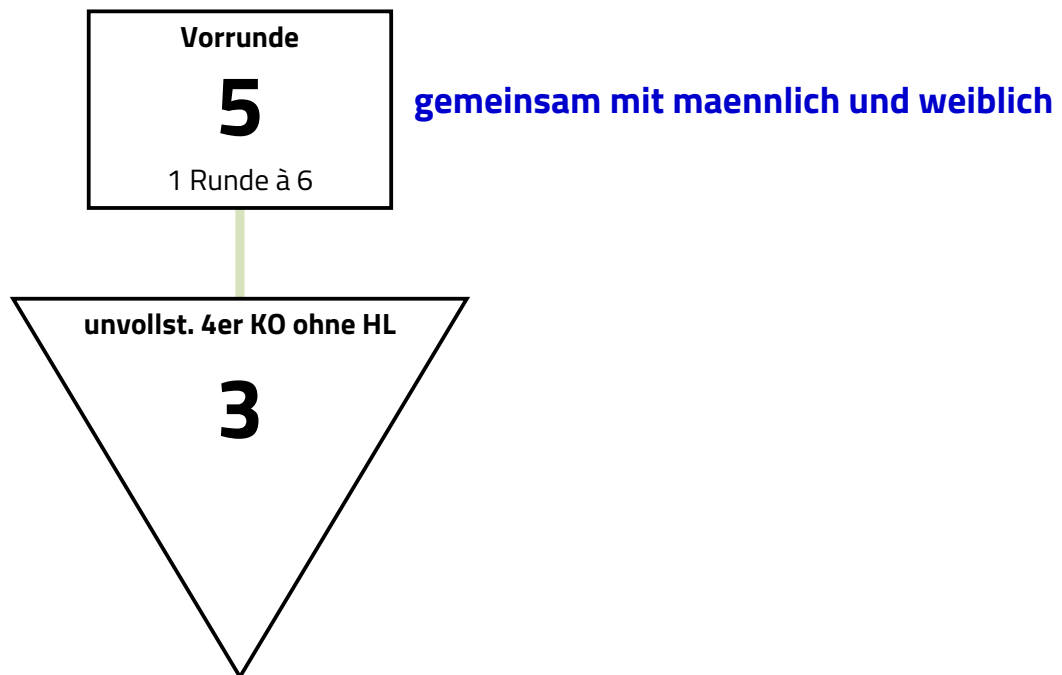 Vorrunde
5
gemeinsam mit maennlich und weiblich
1 Runde à 6
unvollst. 4er KO ohne HL
3